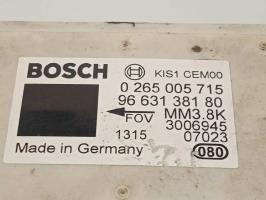 BOSCH KIS1 CEM00
0 265 005 715
96 631 381 80
FOV MM3.8K
3006945
1315 07023
Made in Germany 080